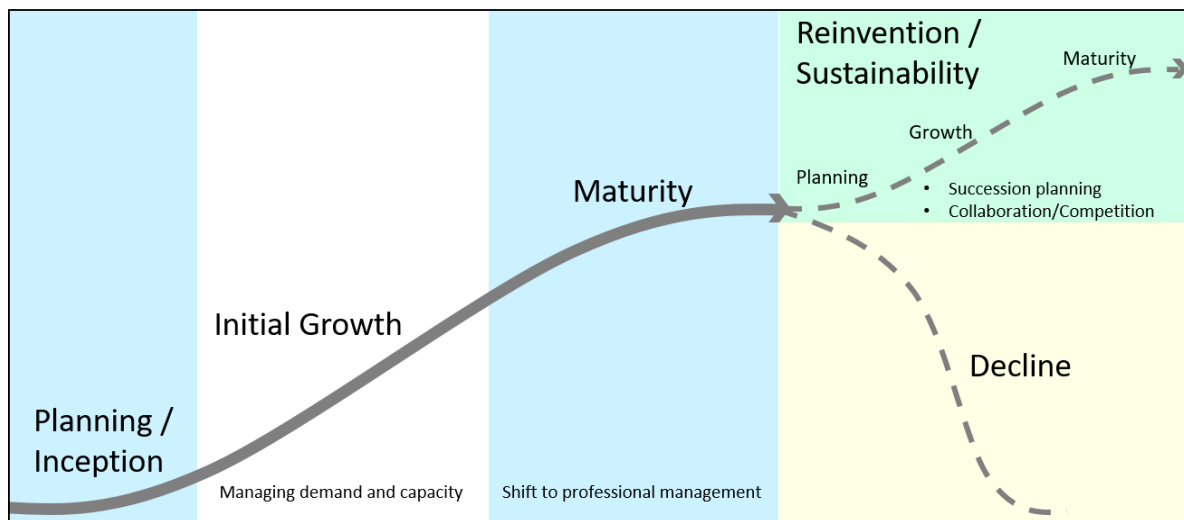 Planning /
Inception
Initial Growth
Managing demand and capacity
Maturity
Shift to professional management
Reinvention /
Sustainability
Planning
Growth
Maturity
• Succession planning
• Collaboration/Competition
Decline